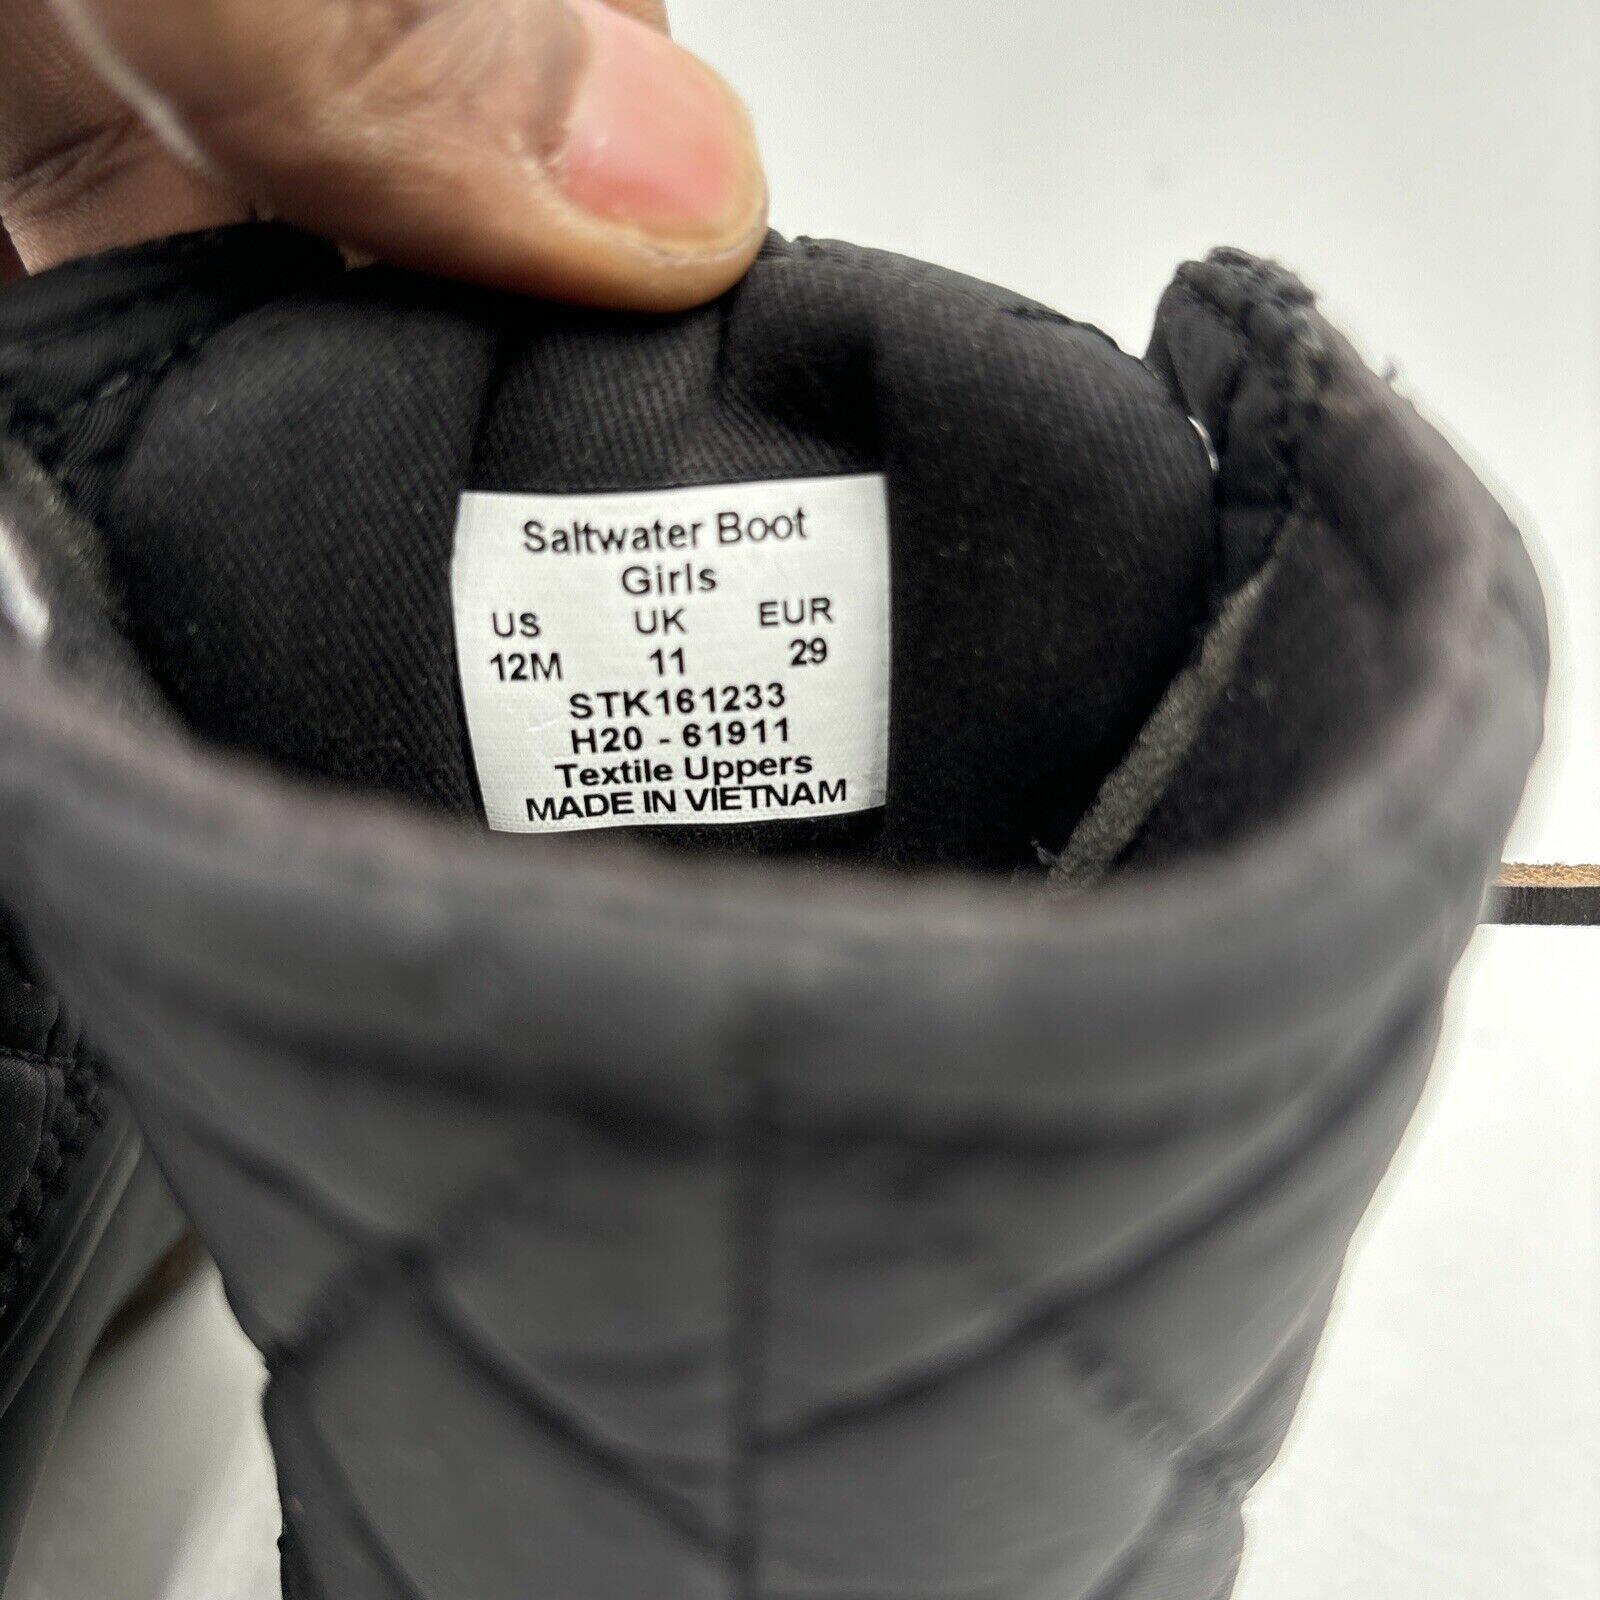 Saltwater Boot
Girls
US UK EUR
12M 11 29
STK161233
H20 - 61911
Textile Uppers
MADE IN VIETNAM